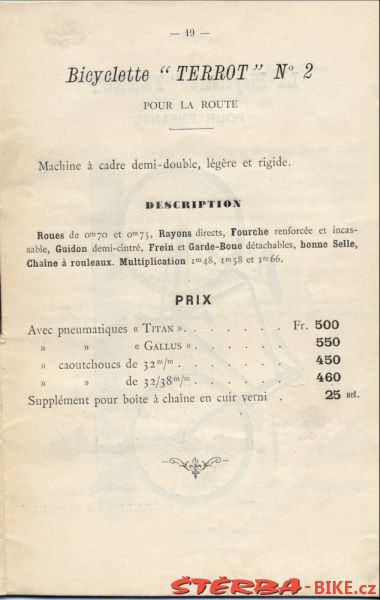 — 49 —
Bicyclette “ TERROT ” N° 2
POUR LA ROUTE
Machine à cadre demi-double, légère et rigide.
DESCRIPTION
Roues de 0m70 et 0m75, Rayons directs, Fourche renforcée et incas-
sable, Guidon demi-cintré, Frein et Garde-Boue détachables, bonne Selle,
Chaîne à rouleaux. Multiplication 1m48, 1m58 et 1m66.
PRIX
Avec pneumatiques « TITAN » . . . . . . . Fr. 500
» » « GALLUS » . . . . . . . 550
» caoutchoucs de 32 m/m . . . . . . . 450
» » de 32/38 m/m . . . . . . 460
Supplément pour boîte à chaîne en cuir verni . 25 net.
ŠTĚRBA-BIKE.cz